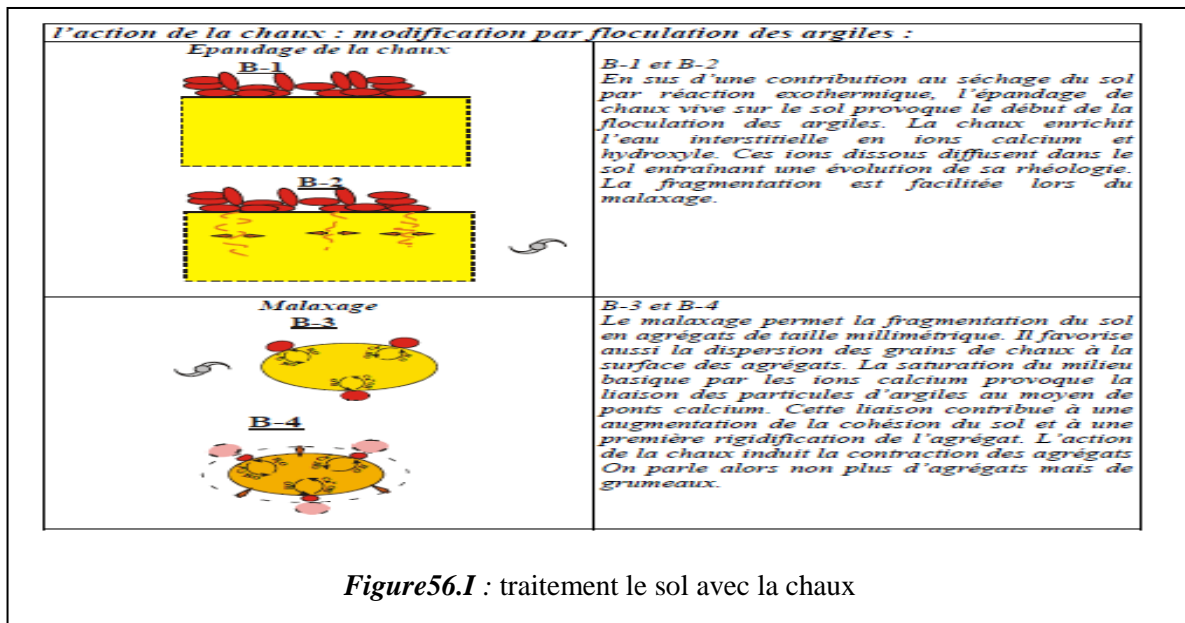 l'action de la chaux : modification par floculation des argiles :
Epandage de la chaux
B-1
B-2
B-1 et B-2
En sus d'une contribution au séchage du sol
par réaction exothermique, l'épandage de
chaux vive sur le sol provoque le début de la
floculation des argiles. La chaux enrichit
l'eau interstitielle en ions calcium et
hydroxyle. Ces ions dissous diffusent dans le
sol entraînant une évolution de sa rhéologie.
La fragmentation est facilitée lors du
malaxage.
Malaxage
B-3
B-4
B-3 et B-4
Le malaxage permet la fragmentation du sol
en agrégats de taille millimétrique. Il favorise
aussi la dispersion des grains de chaux à la
surface des agrégats. La saturation du milieu
basique par les ions calcium provoque la
liaison des particules d'argiles au moyen de
ponts calcium. Cette liaison contribue à une
augmentation de la cohésion du sol et à une
première rigidification de l'agrégat. L'action
de la chaux induit la contraction des agrégats
On parle alors non plus d'agrégats mais de
grumeaux.
Figure56.I : traitement le sol avec la chaux